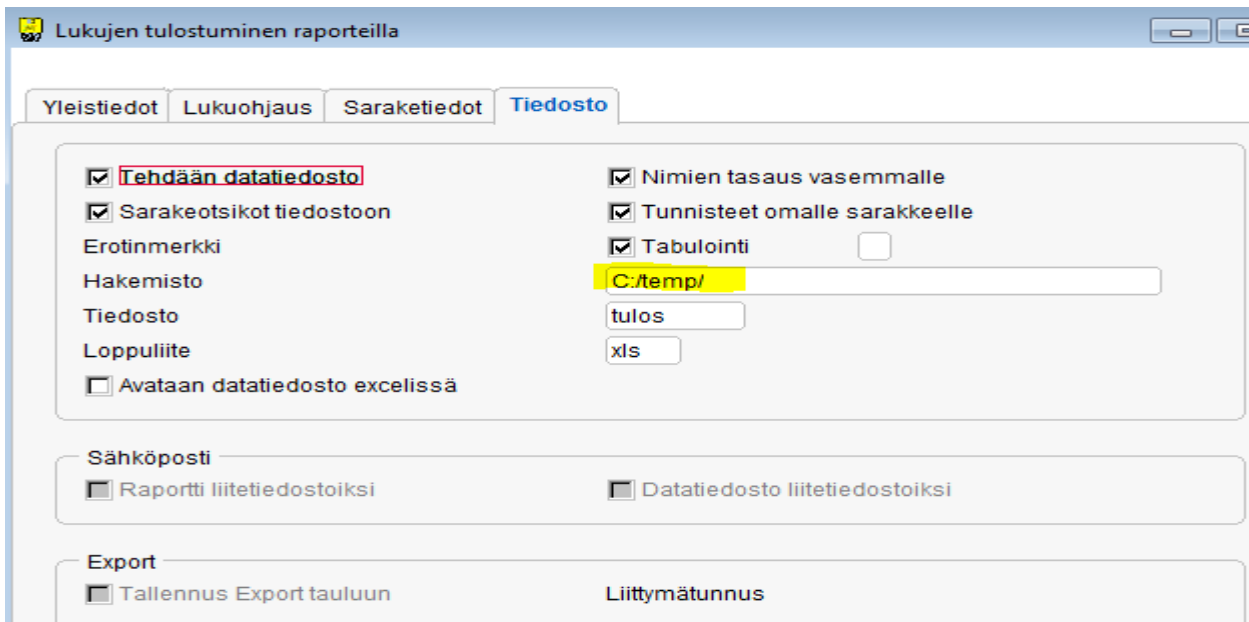 Lukujen tulostuminen raporteilla
Yleistiedot Lukuohjaus Saraketiedot Tiedosto
Tehdään datatiedosto Nimien tasaus vasemmalle
Sarakeotsikot tiedostoon Tunnisteet omalle sarakkeelle
Erotinmerkki Tabulointi
Hakemisto C:/temp/
Tiedosto tulos
Loppuliite xls
Avataan datatiedosto excelissä
Sähköposti
Raportti liitetiedostoiksi Datatiedosto liitetiedostoiksi
Export
Tallennus Export tauluun Liittymätunnus